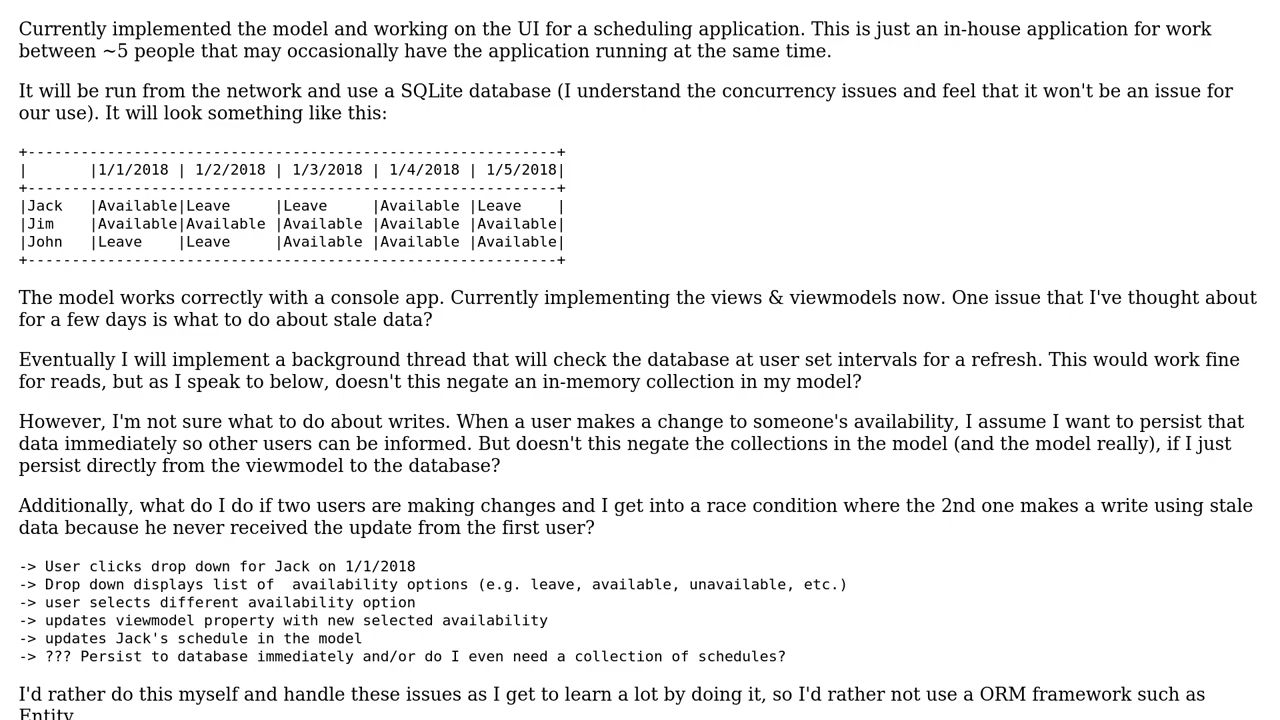 Currently implemented the model and working on the UI for a scheduling application. This is just an in-house application for work
between ~5 people that may occasionally have the application running at the same time.
It will be run from the network and use a SQLite database (I understand the concurrency issues and feel that it won't be an issue for
our use). It will look something like this:
+------------------------------------------------------------+
|       |1/1/2018 | 1/2/2018 | 1/3/2018 | 1/4/2018 | 1/5/2018|
+------------------------------------------------------------+
|Jack   |Available|Leave     |Leave     |Available |Leave    |
|Jim    |Available|Available |Available |Available |Available|
|John   |Leave    |Leave     |Available |Available |Available|
+------------------------------------------------------------+
The model works correctly with a console app. Currently implementing the views & viewmodels now. One issue that I've thought about
for a few days is what to do about stale data?
Eventually I will implement a background thread that will check the database at user set intervals for a refresh. This would work fine
for reads, but as I speak to below, doesn't this negate an in-memory collection in my model?
However, I'm not sure what to do about writes. When a user makes a change to someone's availability, I assume I want to persist that
data immediately so other users can be informed. But doesn't this negate the collections in the model (and the model really), if I just
persist directly from the viewmodel to the database?
Additionally, what do I do if two users are making changes and I get into a race condition where the 2nd one makes a write using stale
data because he never received the update from the first user?
-> User clicks drop down for Jack on 1/1/2018
-> Drop down displays list of  availability options (e.g. leave, available, unavailable, etc.)
-> user selects different availability option
-> updates viewmodel property with new selected availability
-> updates Jack's schedule in the model
-> ??? Persist to database immediately and/or do I even need a collection of schedules?
I'd rather do this myself and handle these issues as I get to learn a lot by doing it, so I'd rather not use a ORM framework such as
Entity